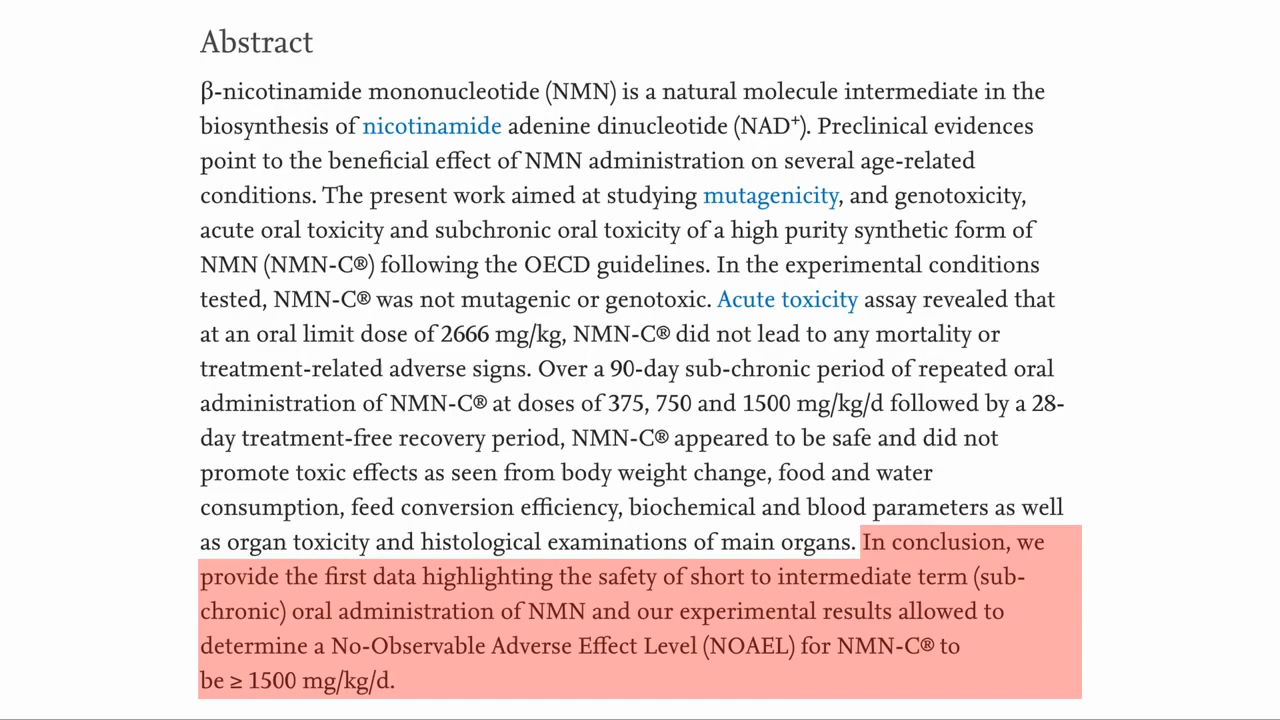 Abstract
β-nicotinamide mononucleotide (NMN) is a natural molecule intermediate in the
biosynthesis of nicotinamide adenine dinucleotide (NAD⁺). Preclinical evidences
point to the beneficial effect of NMN administration on several age-related
conditions. The present work aimed at studying mutagenicity, and genotoxicity,
acute oral toxicity and subchronic oral toxicity of a high purity synthetic form of
NMN (NMN-C®) following the OECD guidelines. In the experimental conditions
tested, NMN-C® was not mutagenic or genotoxic. Acute toxicity assay revealed that
at an oral limit dose of 2666 mg/kg, NMN-C® did not lead to any mortality or
treatment-related adverse signs. Over a 90-day sub-chronic period of repeated oral
administration of NMN-C® at doses of 375, 750 and 1500 mg/kg/d followed by a 28-
day treatment-free recovery period, NMN-C® appeared to be safe and did not
promote toxic effects as seen from body weight change, food and water
consumption, feed conversion efficiency, biochemical and blood parameters as well
as organ toxicity and histological examinations of main organs. In conclusion, we
provide the first data highlighting the safety of short to intermediate term (sub-
chronic) oral administration of NMN and our experimental results allowed to
determine a No-Observable Adverse Effect Level (NOAEL) for NMN-C® to
be ≥ 1500 mg/kg/d.